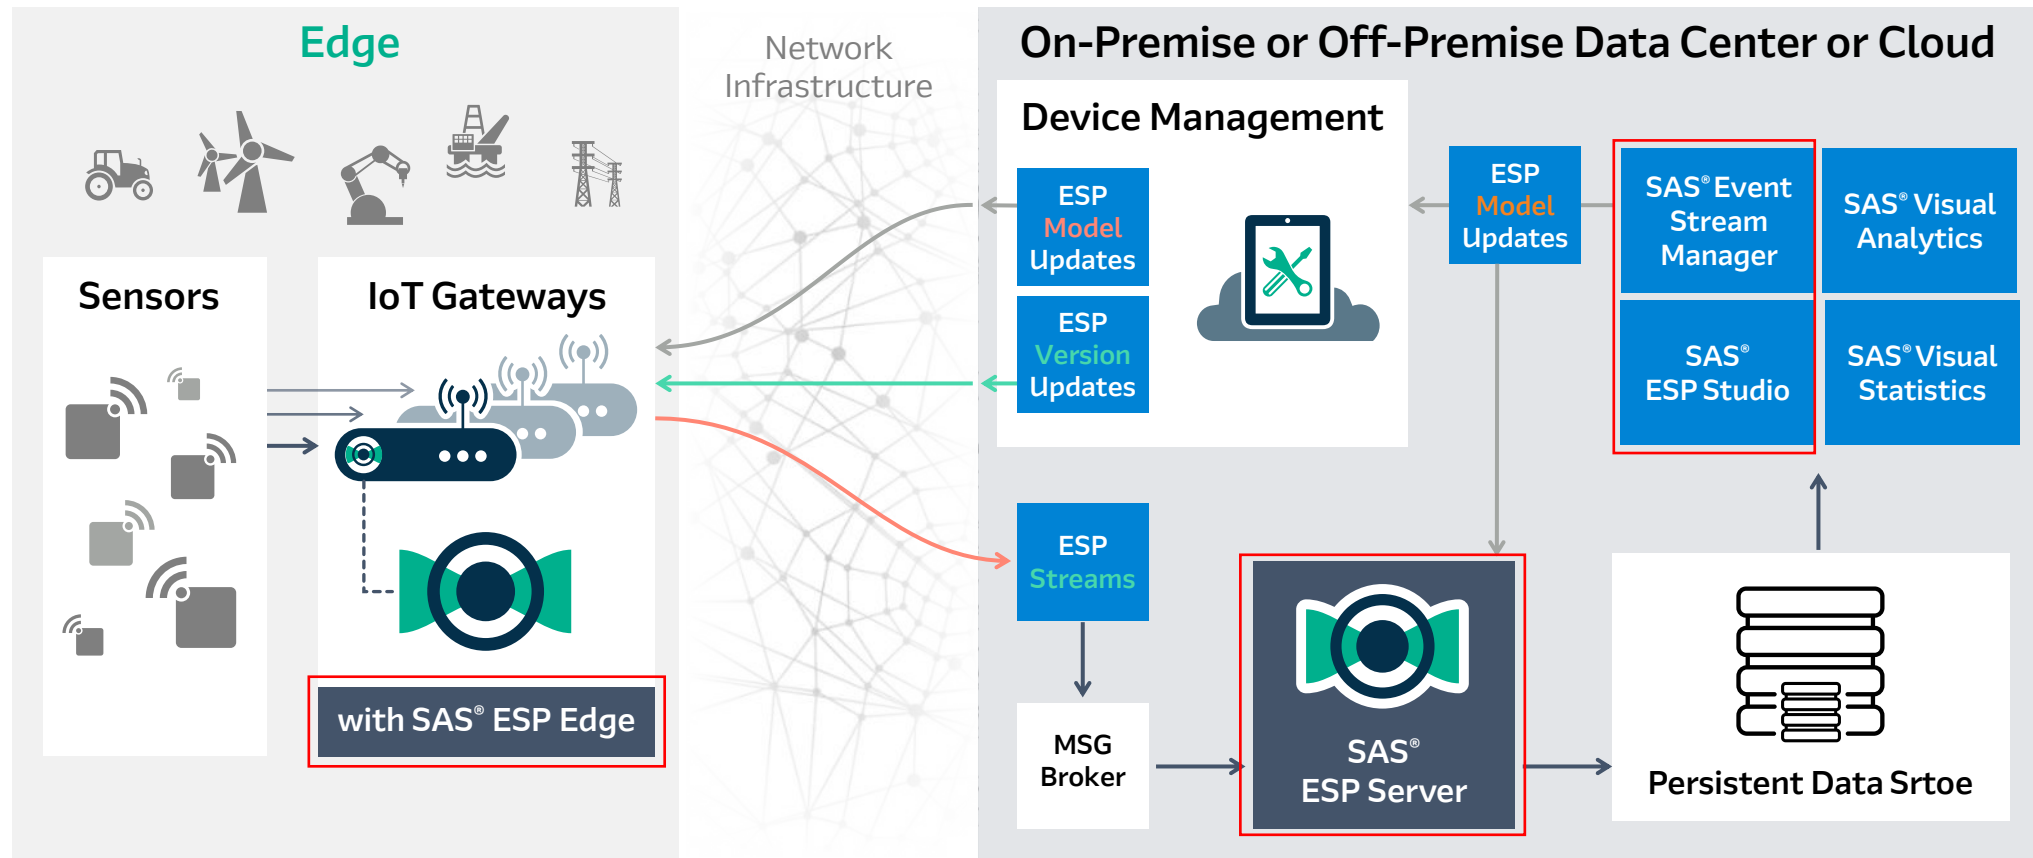 Edge
Network
Infrastructure
On-Premise or Off-Premise Data Center or Cloud
Sensors
IoT Gateways
with SAS® ESP Edge
Device Management
ESP
Model
Updates
ESP
Version
Updates
ESP
Model
Updates
SAS® Event
Stream
Manager
SAS® Visual
Analytics
SAS®
ESP Studio
SAS® Visual
Statistics
ESP
Streams
MSG
Broker
SAS®
ESP Server
Persistent Data Srtoe